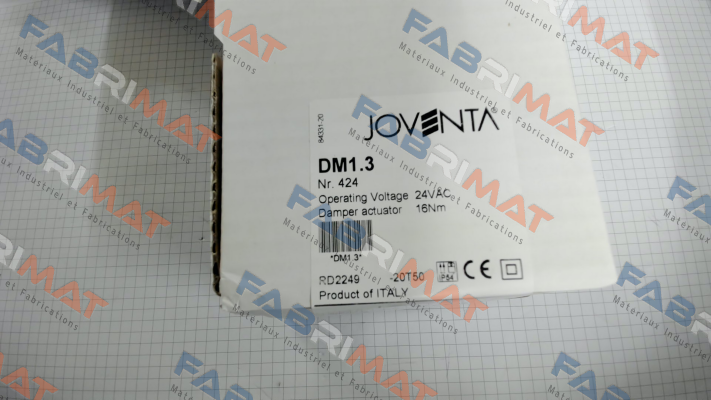 84331-20
JOVENTA®
DM1.3
Nr. 424
Operating Voltage 24VAC
Damper actuator 16Nm
*DM1.3*
RD2249 -20T50 CE
Product of ITALY
FABRIMAT
Materiaux Industriel et Fabrications